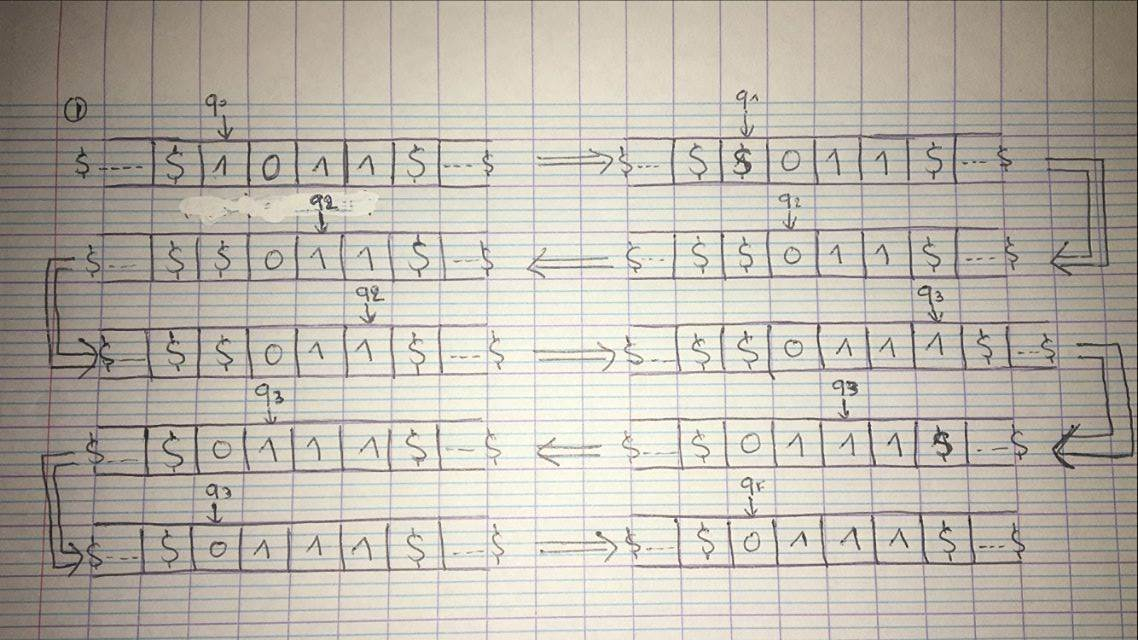 ①
q0 q1
$---- $ 1 0 1 1 $ ---- $ ⟹ $--- $ $ 0 1 1 $ ---- $
q2 q2
$---- $ $ 0 1 1 $ ---- $ ⟸ $---- $ $ 0 1 1 $ ---- $
q2 q3
$---- $ $ 0 1 1 $ ---- $ ⟹ $--- $ $ 0 1 1 1 $ ---$
q3 q3
$---- $ 0 1 1 1 $ ---- $ ⟸ $---- $ 0 1 1 1 $ ---- $
q3 qf
$---- $ 0 1 1 1 $ ---- $ ⟹ $---- $ 0 1 1 1 $ ---- $